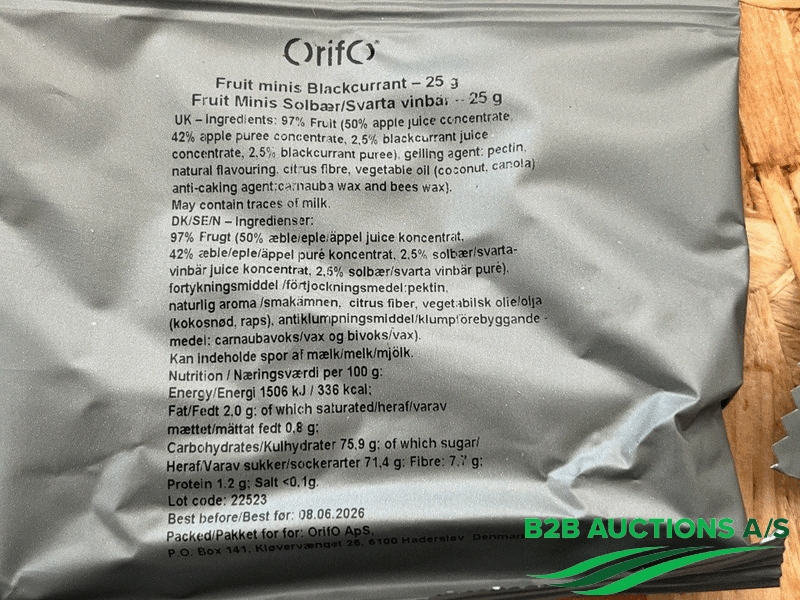 OrifO
Fruit minis Blackcurrant – 25 g
Fruit Minis Solbær/Svarta vinbär - 25 g
UK – Ingredients: 97% Fruit (50% apple juice concentrate,
42% apple puree concentrate, 2,5% blackcurrant juice
concentrate, 2,5% blackcurrant puree), gelling agent: pectin,
natural flavouring, citrus fibre, vegetable oil (coconut, canola)
anti-caking agent:carnauba wax and bees wax).
May contain traces of milk.
DK/SE/N – Ingredienser:
97% Frugt (50% æble/eple/äppel juice koncentrat,
42% æble/eple/äppel puré koncentrat, 2,5% solbær/svarta-
vinbär juice koncentrat, 2,5% solbær/svarta vinbär puré),
fortykningsmiddel /förtjockningsmedel:pektin,
naturlig aroma /smakämnen, citrus fiber, vegetabilsk olie/olja
(kokosnød, raps), antiklumpningsmiddel/klumpförebyggande -
medel: carnaubavoks/vax og bivoks/vax).
Kan indeholde spor af mælk/melk/mjölk.
Nutrition / Næringsværdi per 100 g:
Energy/Energi 1506 kJ / 336 kcal;
Fat/Fedt 2,0 g; of which saturated/heraf/varav
mættet/mättat fedt 0,8 g;
Carbohydrates/Kulhydrater 75,9 g; of which sugar/
Heraf/Varav sukker/sockerarter 71,4 g; Fibre: 7,7 g;
Protein 1.2 g; Salt <0,1g.
Lot code: 22523
Best before/Best før: 08.06.2026
Packed/Pakket for for: OrifO ApS,
P.O. Box 141, Kløvervænget 26, 6100 Haderslev Denmark
B2B AUCTIONS A/S